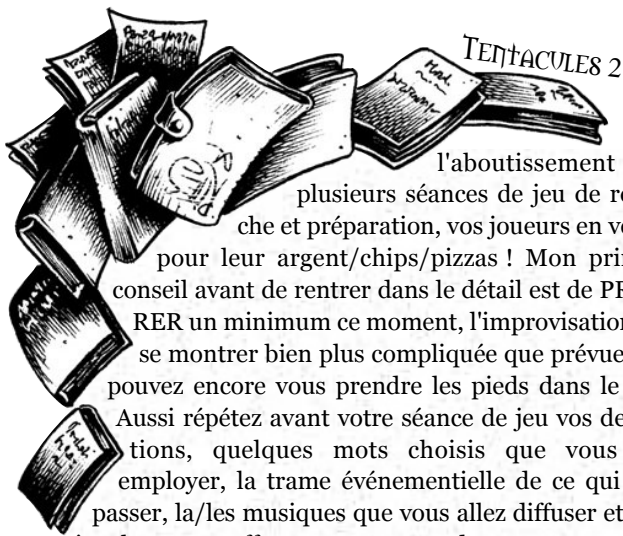 TENTACULES 2
l'aboutissement
plusieurs séances de jeu de re
che et préparation, vos joueurs en ve
pour leur argent/chips/pizzas ! Mon prin
conseil avant de rentrer dans le détail est de PR
RER un minimum ce moment, l'improvisation
se montrer bien plus compliquée que prévue
pouvez encore vous prendre les pieds dans le
Aussi répétez avant votre séance de jeu vos de
tions, quelques mots choisis que vous
employer, la trame événementielle de ce qui
passer, la/les musiques que vous allez diffuser et